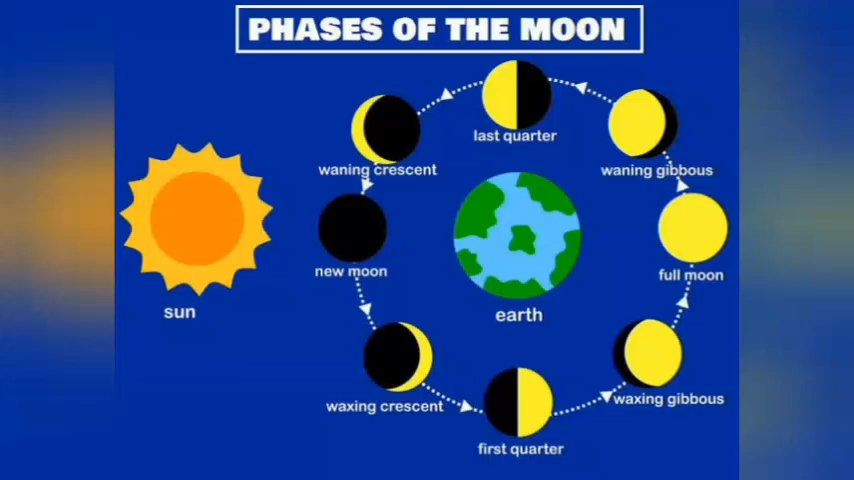 PHASES OF THE MOON
last quarter
waning crescent
waning gibbous
new moon
full moon
sun
earth
waxing crescent
waxing gibbous
first quarter